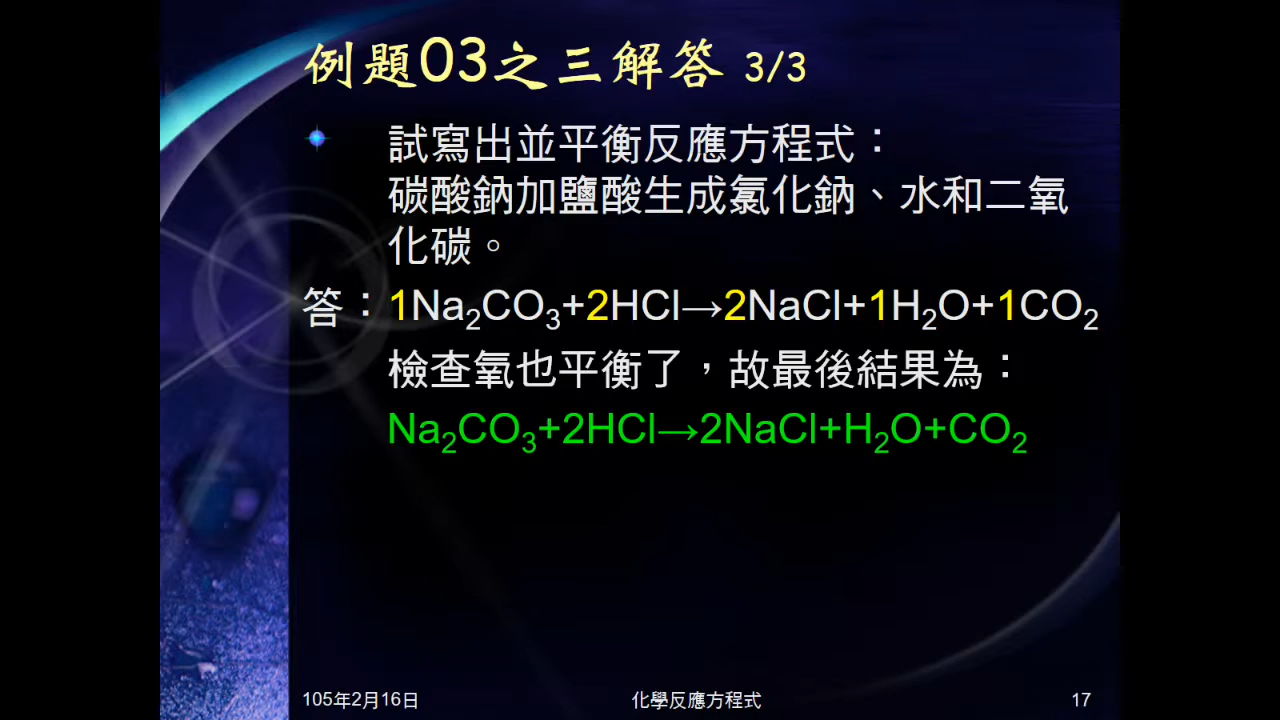 例題03之三解答 3/3
試寫出並平衡反應方程式：
碳酸鈉加鹽酸生成氯化鈉、水和二氧
化碳。
答：1Na₂CO₃+2HCl→2NaCl+1H₂O+1CO₂
檢查氧也平衡了，故最後結果為：
Na₂CO₃+2HCl→2NaCl+H₂O+CO₂
105年2月16日
化學反應方程式
17